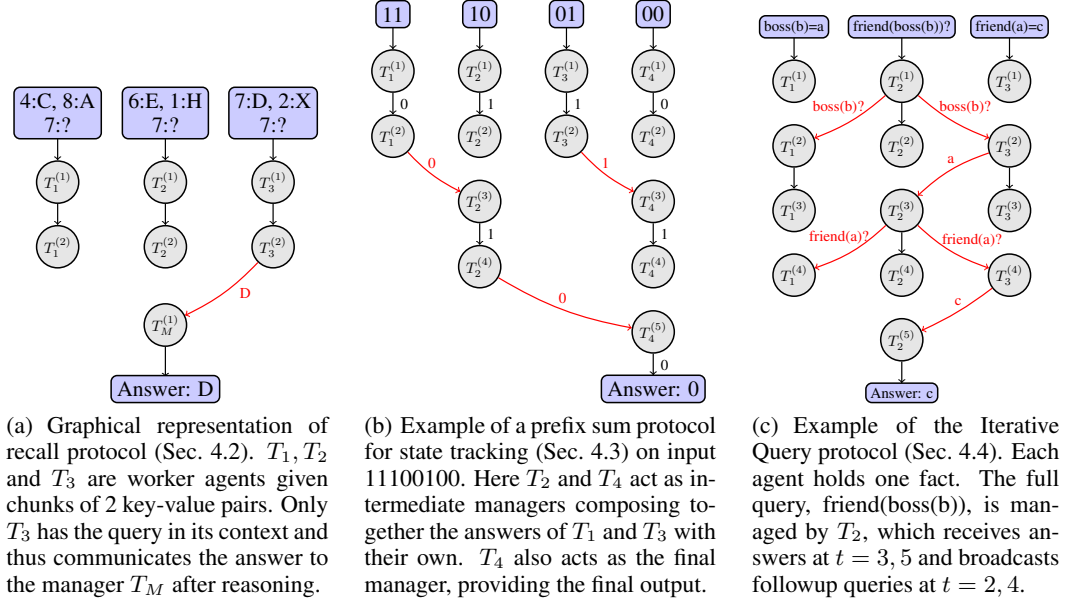 4:C, 8:A
7:?
6:E, 1:H
7:?
7:D, 2:X
7:?
T_1^{(1)}
T_2^{(1)}
T_3^{(1)}
T_1^{(2)}
T_2^{(2)}
T_3^{(2)}
D
T_M^{(1)}
Answer: D
(a) Graphical representation of
recall protocol (Sec. 4.2). T_1, T_2
and T_3 are worker agents given
chunks of 2 key-value pairs. Only
T_3 has the query in its context and
thus communicates the answer to
the manager T_M after reasoning.
11
10
01
00
T_1^{(1)}
T_2^{(1)}
T_3^{(1)}
T_4^{(1)}
0
1
1
0
T_1^{(2)}
T_2^{(2)}
T_3^{(2)}
T_4^{(2)}
0
1
T_2^{(3)}
T_4^{(3)}
1
1
T_2^{(4)}
T_4^{(4)}
0
T_4^{(5)}
0
Answer: 0
(b) Example of a prefix sum protocol
for state tracking (Sec. 4.3) on input
11100100. Here T_2 and T_4 act as in-
termediate managers composing to-
gether the answers of T_1 and T_3 with
their own. T_4 also acts as the final
manager, providing the final output.
boss(b)=a
friend(boss(b))?
friend(a)=c
T_1^{(1)}
T_2^{(1)}
T_3^{(1)}
boss(b)?
boss(b)?
T_1^{(2)}
T_2^{(2)}
T_3^{(2)}
a
T_1^{(3)}
T_2^{(3)}
T_3^{(3)}
friend(a)?
friend(a)?
T_1^{(4)}
T_2^{(4)}
T_3^{(4)}
c
T_2^{(5)}
Answer: c
(c) Example of the Iterative
Query protocol (Sec. 4.4). Each
agent holds one fact. The full
query, friend(boss(b)), is man-
aged by T_2, which receives an-
swers at t = 3, 5 and broadcasts
followup queries at t = 2, 4.